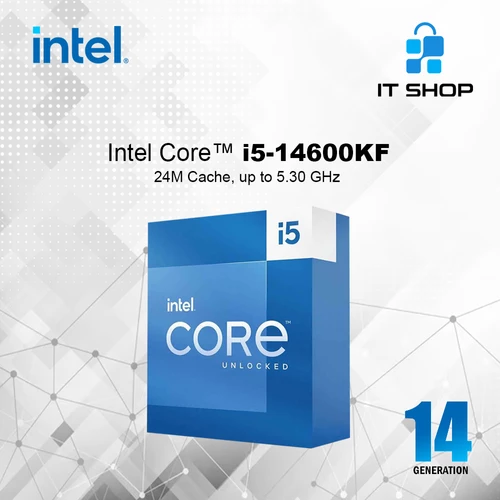 intel.
IT SHOP
Intel Core™ i5-14600KF
24M Cache, up to 5.30 GHz
i5
intel
CORE™
UNLOCKED
14
GENERATION